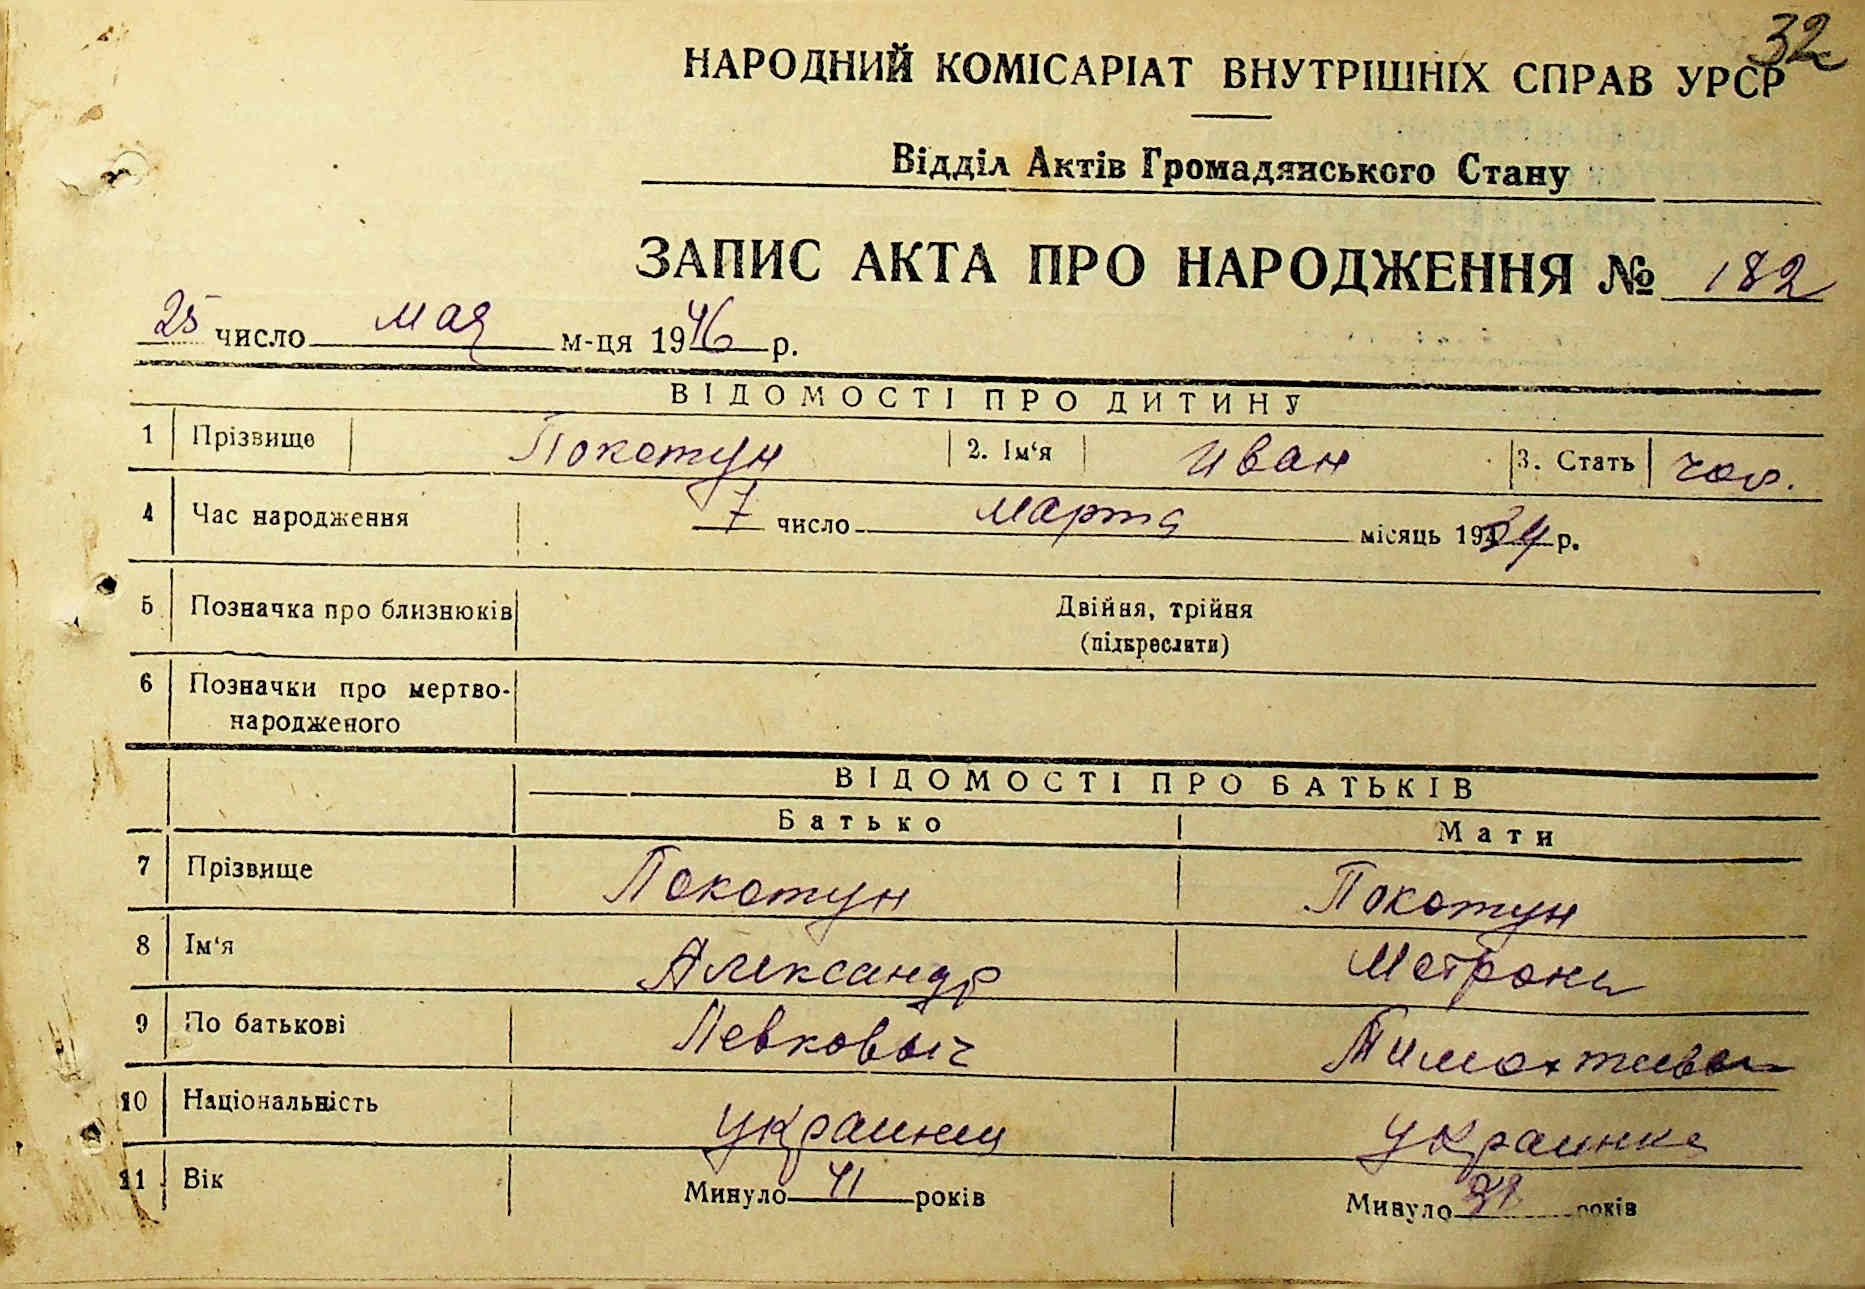 32
НАРОДНИЙ КОМІСАРІАТ ВНУТРІШНІХ СПРАВ УРСР
Відділ Актів Громадянського Стану
ЗАПИС АКТА ПРО НАРОДЖЕННЯ № 182
25 число мая м-ця 1946 р.
ВІДОМОСТІ ПРО ДИТИНУ
1 Прізвище Покотун 2. Ім'я Иван 3. Стать чол.
4 Час народження 7 число марта місяць 1934 р.
5 Позначка про близнюків Двійня, трійня
(підкреслити)
6 Позначки про мертво-
народженого
ВІДОМОСТІ ПРО БАТЬКІВ
Батько Мати
7 Прізвище Покотун Покотун
8 Ім'я Александр Мотрона
9 По батькові Левковыч
10 Національність украинец украинка
11 Вік Минуло 41 років Минуло років